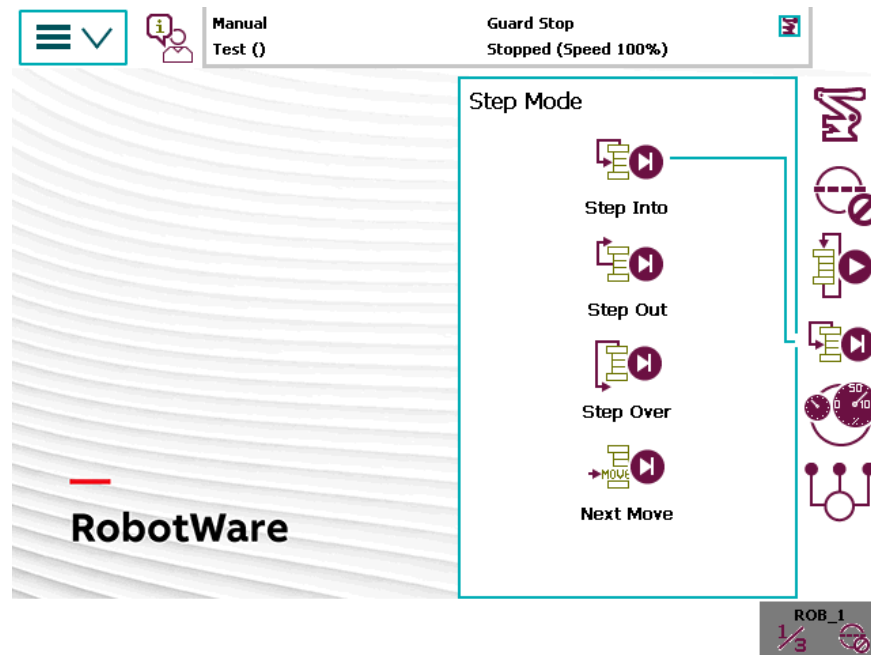 Manual
Test ()
Guard Stop
Stopped (Speed 100%)
Step Mode
Step Into
Step Out
Step Over
MOVE
Next Move
RobotWare
50
0
10
ROB_1
1/3